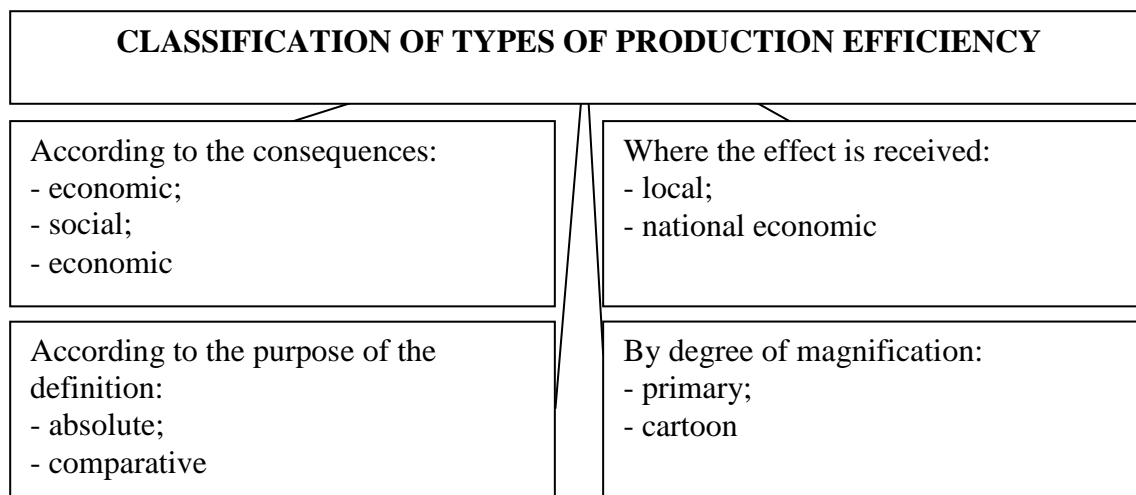 CLASSIFICATION OF TYPES OF PRODUCTION EFFICIENCY
According to the consequences:
- economic;
- social;
- economic
Where the effect is received:
- local;
- national economic
According to the purpose of the
definition:
- absolute;
- comparative
By degree of magnification:
- primary;
- cartoon